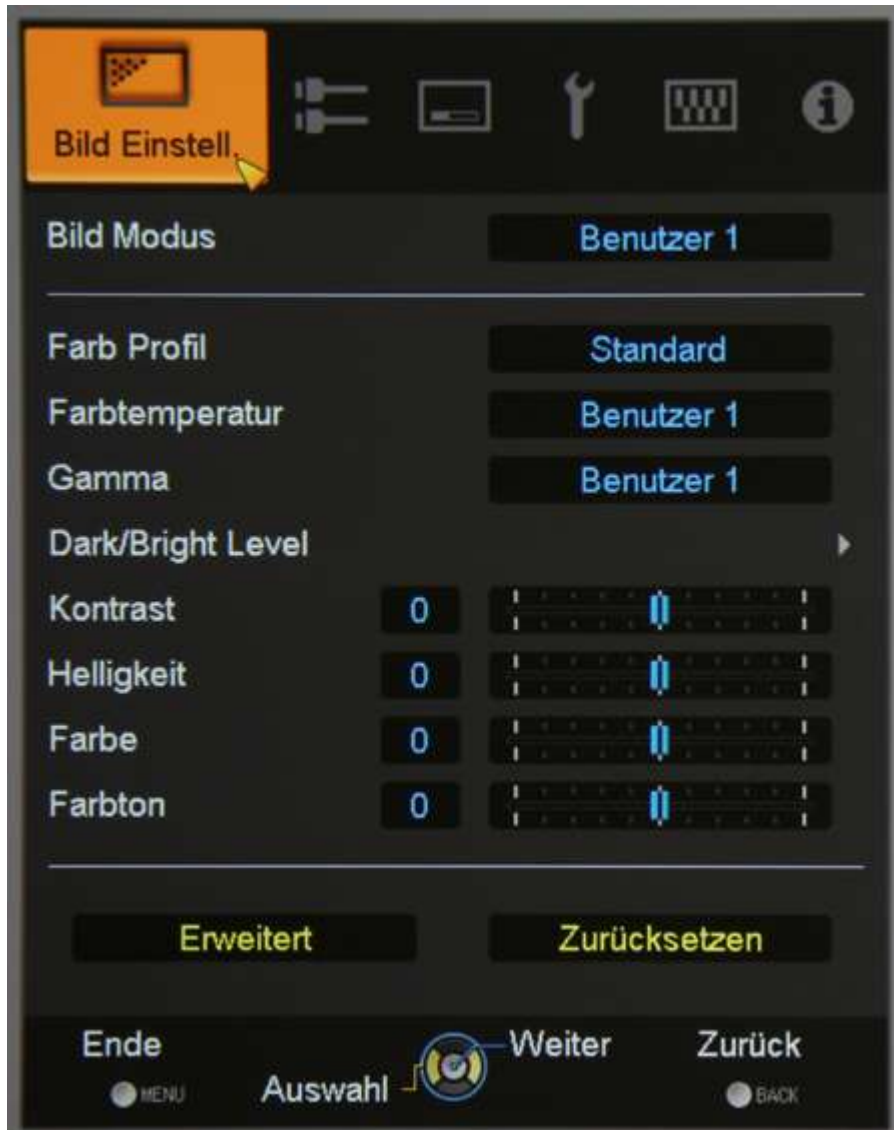 Bild Einstell.
Bild Modus Benutzer 1
Farb Profil Standard
Farbtemperatur Benutzer 1
Gamma Benutzer 1
Dark/Bright Level
Kontrast 0
Helligkeit 0
Farbe 0
Farbton 0
Erweitert Zurücksetzen
Ende Weiter Zurück
MENU Auswahl BACK